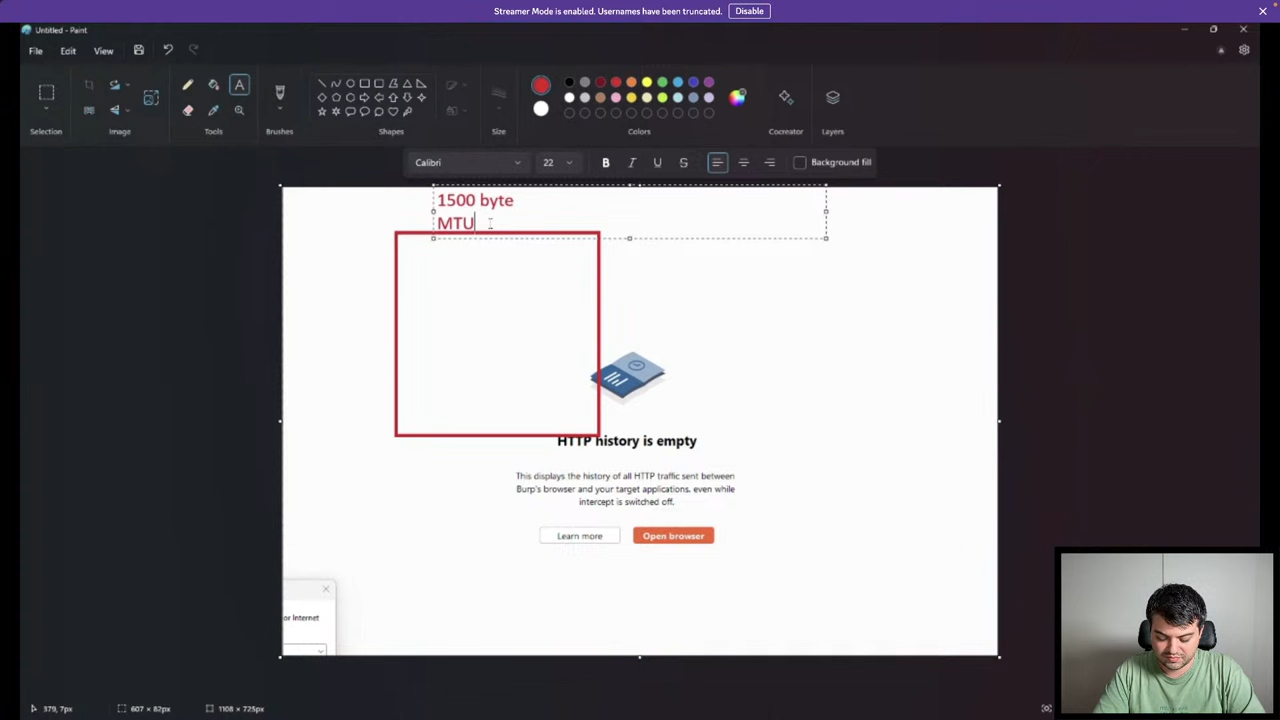 Streamer Mode is enabled. Usernames have been truncated. Disable
Untitled - Paint
File Edit View
Selection Image Tools Brushes Shapes Size Colors Cocreator Layers
Calibri 22 B I U S Background fill
1500 byte
MTU
HTTP history is empty
This displays the history of all HTTP traffic sent between
Burp's browser and your target applications, even while
intercept is switched off.
Learn more Open browser
or Internet
379, 7px 607 × 82px 1108 × 725px